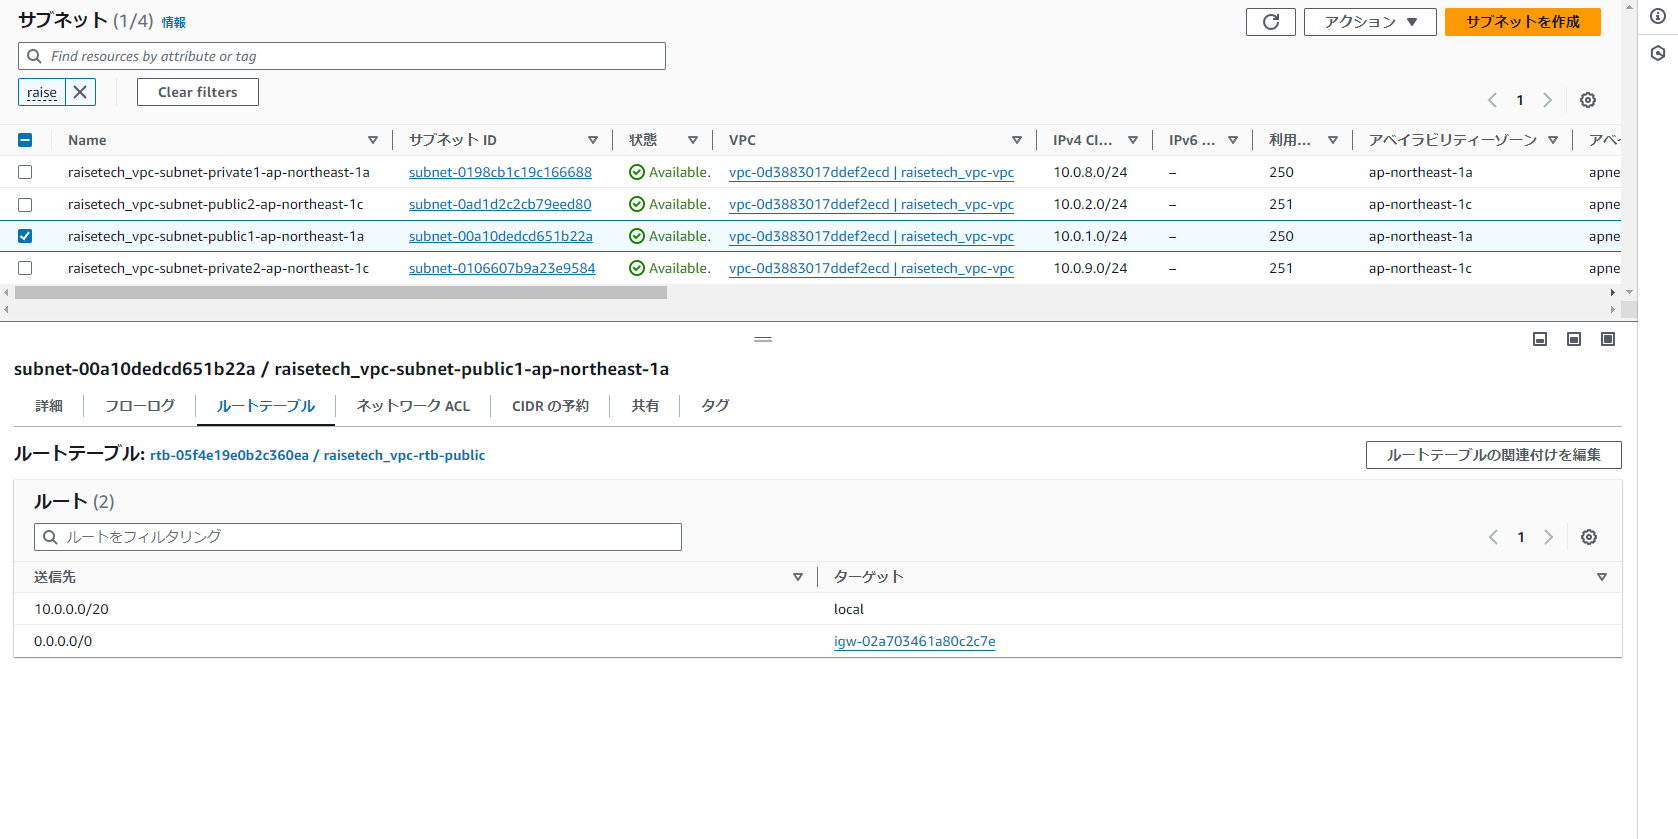 サブネット (1/4) 情報
アクション
サブネットを作成
Find resources by attribute or tag
raise
Clear filters
1
Name サブネット ID 状態 VPC IPv4 CI... IPv6 ... 利用... アベイラビリティーゾーン アベ
raisetech_vpc-subnet-private1-ap-northeast-1a subnet-0198cb1c19c166688 Available. vpc-0d3883017ddef2ecd | raisetech_vpc-vpc 10.0.8.0/24 – 250 ap-northeast-1a apne
raisetech_vpc-subnet-public2-ap-northeast-1c subnet-0ad1d2c2cb79eed80 Available. vpc-0d3883017ddef2ecd | raisetech_vpc-vpc 10.0.2.0/24 – 251 ap-northeast-1c apne
raisetech_vpc-subnet-public1-ap-northeast-1a subnet-00a10dedcd651b22a Available. vpc-0d3883017ddef2ecd | raisetech_vpc-vpc 10.0.1.0/24 – 250 ap-northeast-1a apne
raisetech_vpc-subnet-private2-ap-northeast-1c subnet-0106607b9a23e9584 Available. vpc-0d3883017ddef2ecd | raisetech_vpc-vpc 10.0.9.0/24 – 251 ap-northeast-1c apne
subnet-00a10dedcd651b22a / raisetech_vpc-subnet-public1-ap-northeast-1a
詳細 フローログ ルートテーブル ネットワーク ACL CIDR の予約 共有 タグ
ルートテーブル: rtb-05f4e19e0b2c360ea / raisetech_vpc-rtb-public
ルートテーブルの関連付けを編集
ルート (2)
ルートをフィルタリング
1
送信先 ターゲット
10.0.0.0/20 local
0.0.0.0/0 igw-02a703461a80c2c7e